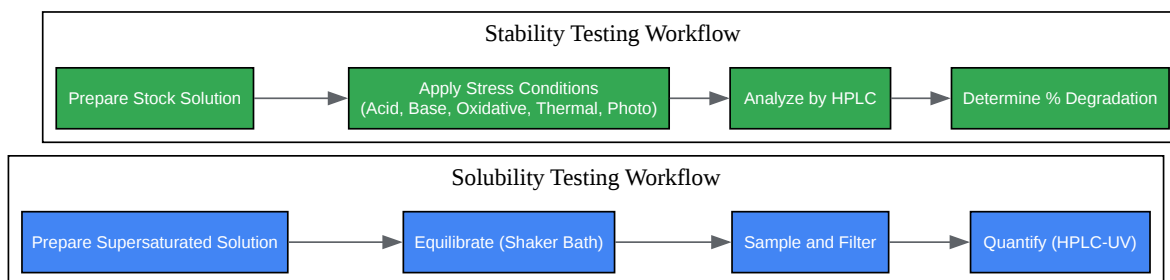 Stability Testing Workflow
Prepare Stock Solution
Apply Stress Conditions
(Acid, Base, Oxidative, Thermal, Photo)
Analyze by HPLC
Determine % Degradation
Solubility Testing Workflow
Prepare Supersaturated Solution
Equilibrate (Shaker Bath)
Sample and Filter
Quantify (HPLC-UV)